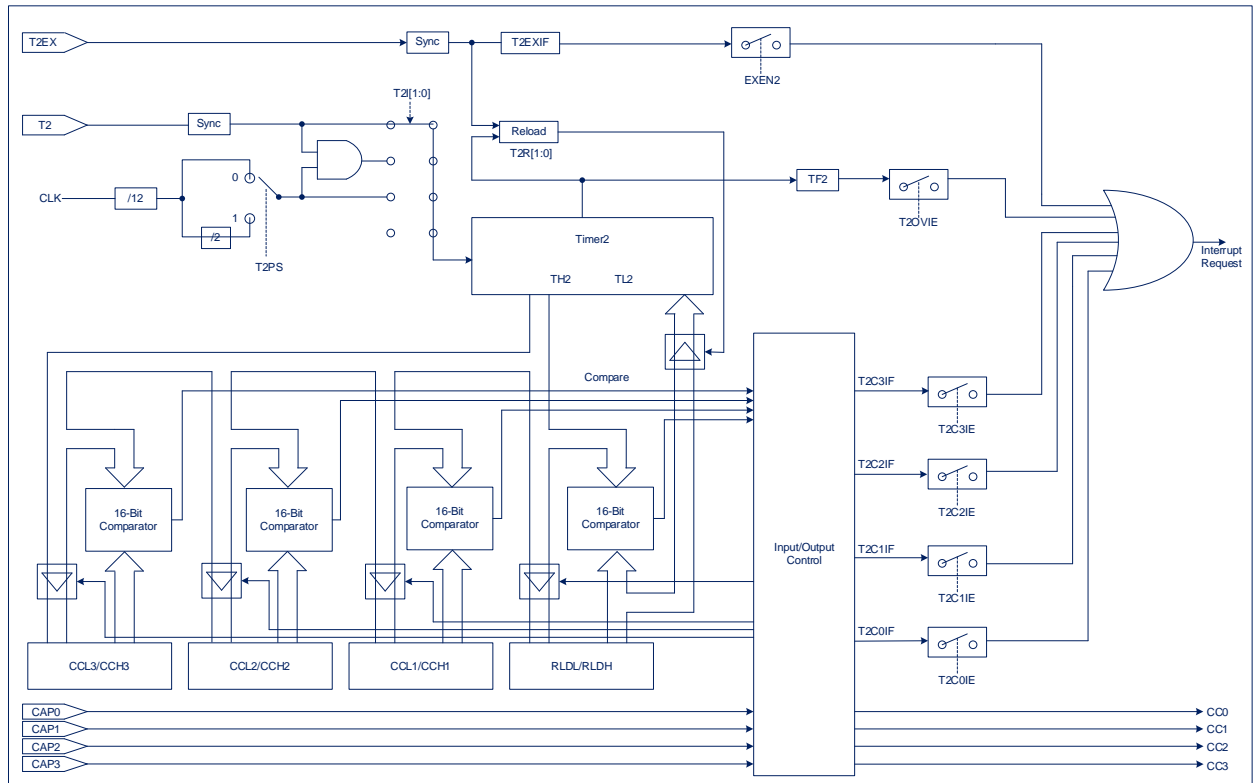 T2EX
Sync
T2EXIF
EXEN2
T2I[1:0]
T2
Sync
Reload
T2R[1:0]
0
CLK
/12
1
/2
T2PS
TF2
T2OVIE
Timer2
TH2
TL2
Interrupt
Request
Compare
T2C3IF
T2C3IE
T2C2IF
T2C2IE
16-Bit
Comparator
16-Bit
Comparator
16-Bit
Comparator
16-Bit
Comparator
Input/Output
Control
T2C1IF
T2C1IE
T2C0IF
T2C0IE
CCL3/CCH3
CCL2/CCH2
CCL1/CCH1
RLDL/RLDH
CAP0
CC0
CAP1
CC1
CAP2
CC2
CAP3
CC3